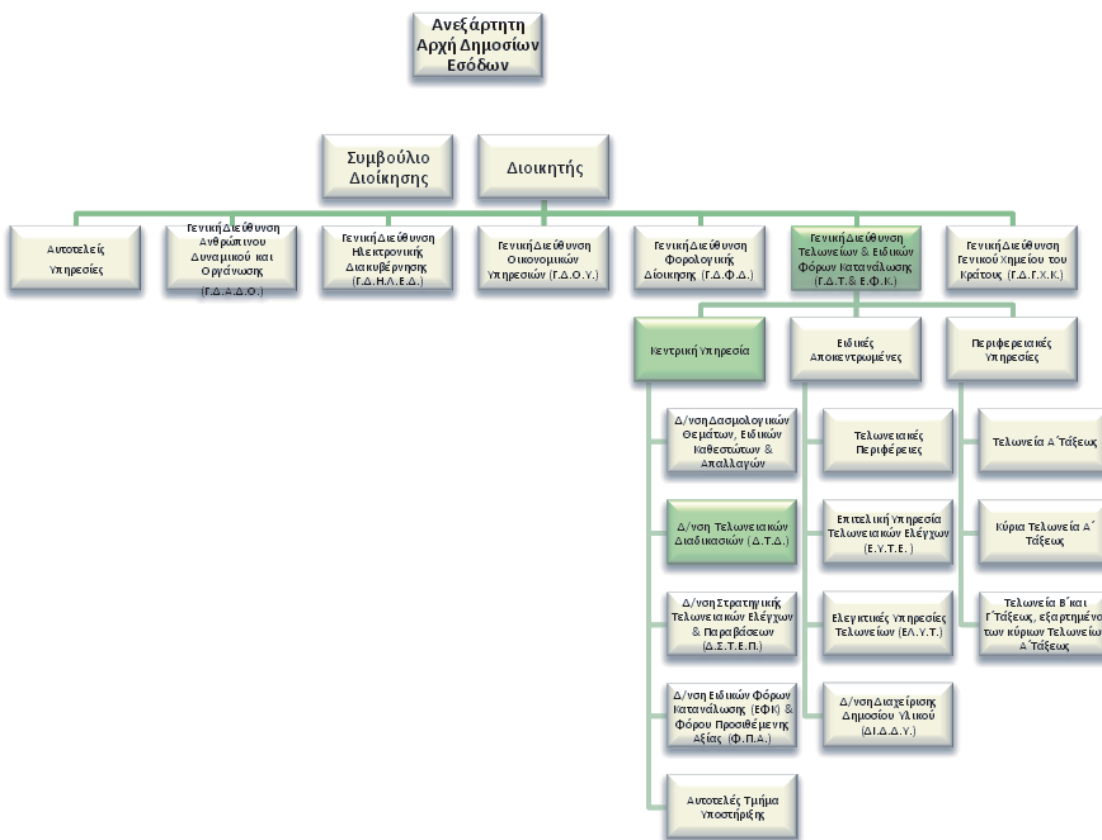 Ανεξάρτητη
Αρχή Δημοσίων
Εσόδων
Συμβούλιο
Διοίκησης
Διοικητής
Αυτοτελείς
Υπηρεσίες
Γενική Διεύθυνση
Ανθρώπινου
Δυναμικού και
Οργάνωσης
(Γ.Δ.Α.Δ.Ο.)
Γενική Διεύθυνση
Ηλεκτρονικής
Διακυβέρνησης
(Γ.Δ.Η.Λ.Ε.Δ.)
Γενική Διεύθυνση
Οικονομικών
Υπηρεσιών (Γ.Δ.Ο.Υ.)
Γενική Διεύθυνση
Φορολογικής
Δίοικησης (Γ.Δ.Φ.Δ.)
Γενική Διεύθυνση
Τελωνείων & Ειδικών
Φόρων Κατανάλωσης
(Γ.Δ.Τ.& Ε.Φ.Κ.)
Γενική Διεύθυνση
Γενικού Χημείου του
Κράτους (Γ.Δ.Γ.Χ.Κ.)
Κεντρική Υπηρεσία
Ειδικές
Αποκεντρωμένες
Περιφερειακές
Υπηρεσίες
Δ/νση Δασμολογικών
Θεμάτων, Ειδικών
Καθεστώτων &
Απαλλαγών
Δ/νση Τελωνειακών
Διαδικασιών (Δ.Τ.Δ.)
Δ/νση Στρατηγικής
Τελωνειακών Ελέγχων
& Παραβάσεων
(Δ.Σ.Τ.Ε.Π.)
Δ/νση Ειδικών Φόρων
Κατανάλωσης (ΕΦΚ) &
Φόρου Προσιθέμενης
Αξίας (Φ.Π.Α.)
Αυτοτελές Τμήμα
Υποστήριξης
Τελωνειακές
Περιφέρειες
Επιτελική Υπηρεσία
Τελωνειακών Ελέγχων
(Ε.Υ.Τ.Ε.)
Ελεγκτικές Υπηρεσίες
Τελωνείων (ΕΛ.Υ.Τ.)
Δ/νση Διαχείρισης
Δημοσίου Υλικού
(ΔΙ.Δ.Δ.Υ.)
Τελωνεία Α΄ Τάξεως
Κύρια Τελωνεία Α΄
Τάξεως
Τελωνεία Β΄ και
Γ΄ Τάξεως, εξαρτημένα
των κύριων Τελωνείων
Α΄ Τάξεως